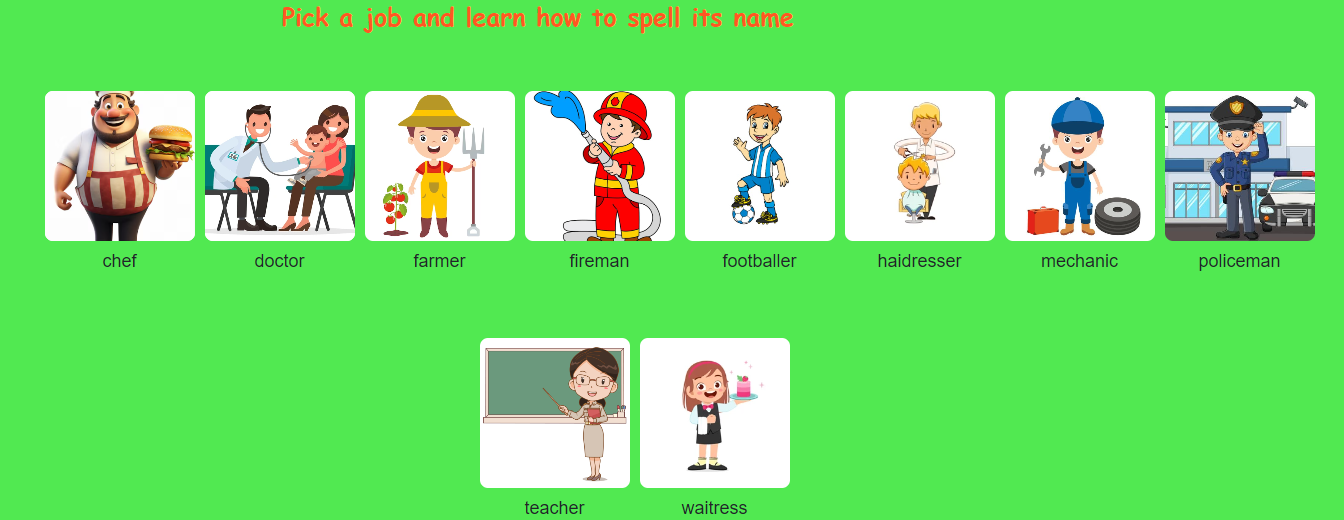 Pick a job and learn how to spell its name
chef doctor farmer fireman footballer haidresser mechanic policeman
teacher waitress